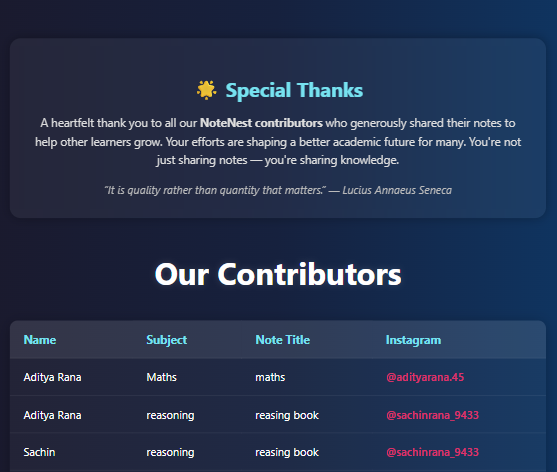 🌟 Special Thanks
A heartfelt thank you to all our NoteNest contributors who generously shared their notes to
help other learners grow. Your efforts are shaping a better academic future for many. You're not
just sharing notes — you're sharing knowledge.
"It is quality rather than quantity that matters." — Lucius Annaeus Seneca
Our Contributors
Name Subject Note Title Instagram
Aditya Rana Maths maths @adityarana.45
Aditya Rana reasoning reasing book @sachinrana_9433
Sachin reasoning reasing book @sachinrana_9433